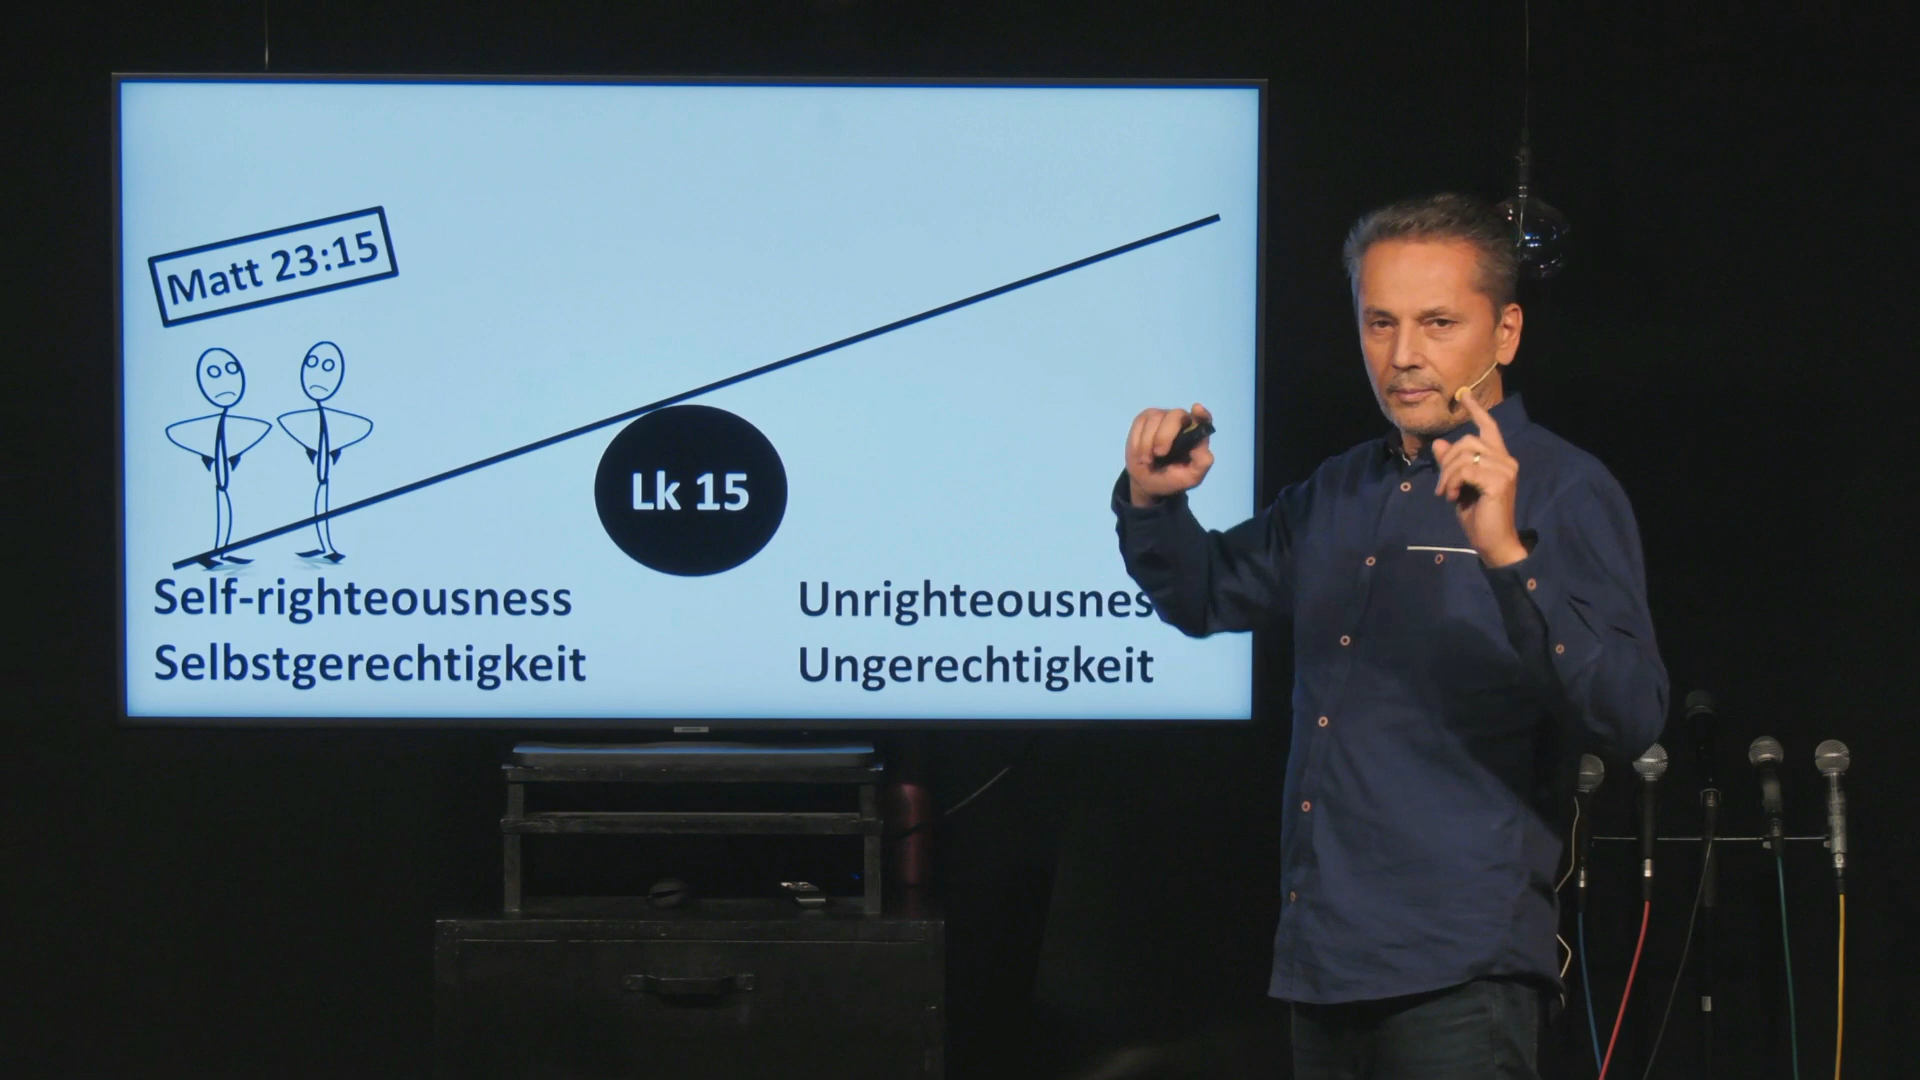 Matt 23:15
Lk 15
Self-righteousness
Selbstgerechtigkeit
Unrighteousnes
Ungerechtigkeit